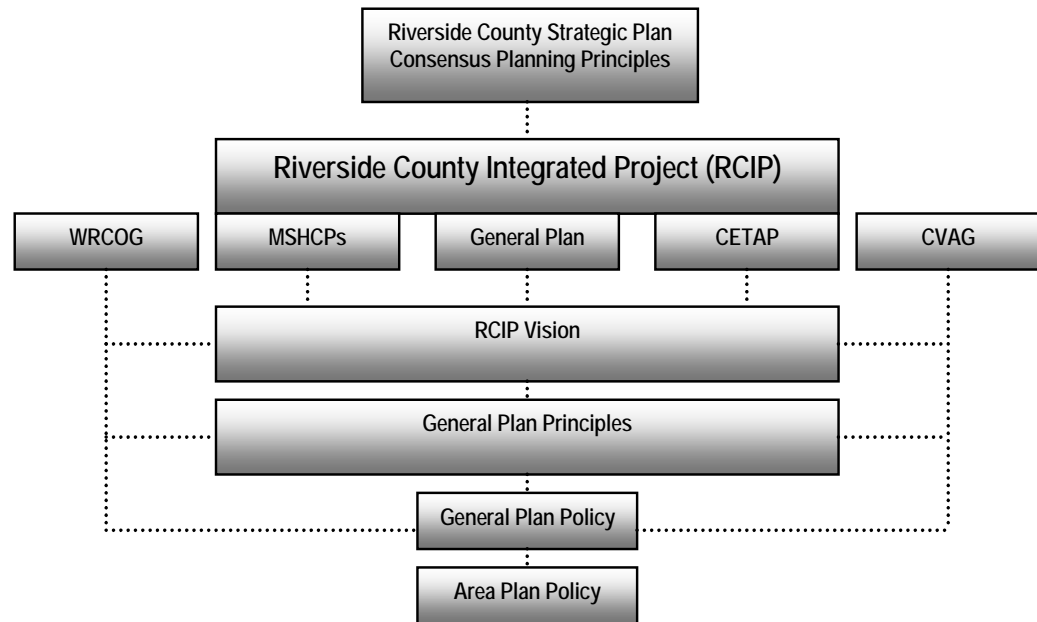 Riverside County Strategic Plan
Consensus Planning Principles
Riverside County Integrated Project (RCIP)
WRCOG
MSHCPs
General Plan
CETAP
CVAG
RCIP Vision
General Plan Principles
General Plan Policy
Area Plan Policy